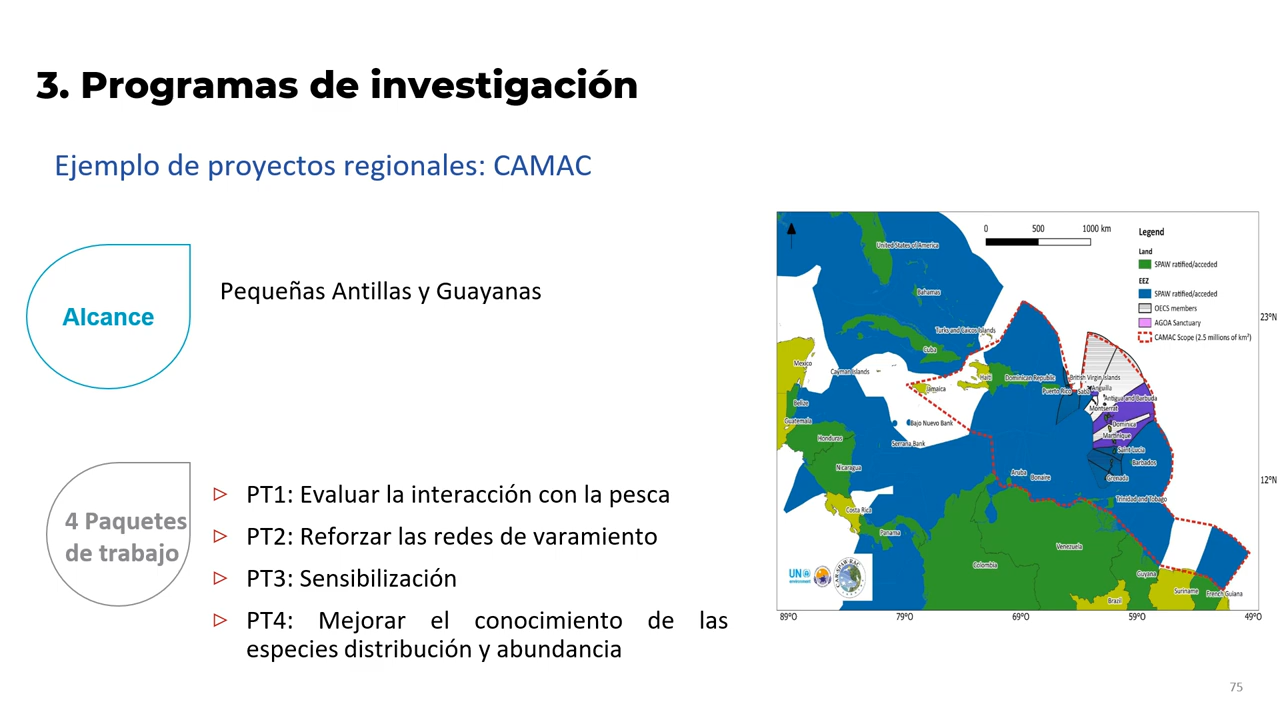 3. Programas de investigación
Ejemplo de proyectos regionales: CAMAC
Alcance
Pequeñas Antillas y Guayanas
4 Paquetes
de trabajo
PT1: Evaluar la interacción con la pesca
PT2: Reforzar las redes de varamiento
PT3: Sensibilización
PT4: Mejorar el conocimiento de las
especies distribución y abundancia
0 500 1000 km
Legend
Land
SPAW ratified/acceded
EEZ
SPAW ratified/acceded
OECS members
AGOA Sanctuary
CAMAC Scope (2.5 millions of km²)
United States of America
Bahamas
Turks and Caicos Islands
Cuba
Mexico
Cayman Islands
Haiti
Dominican Republic
British Virgin Islands
Jamaica
Puerto Rico
Saba
Anguilla
Antigua and Barbuda
Belize
Montserrat
Guatemala
Bajo Nuevo Bank
Dominica
Honduras
Serrana Bank
Martinique
Saint Lucia
Nicaragua
Aruba
Bonaire
Barbados
Grenada
Trinidad and Tobago
Costa Rica
Panama
Venezuela
Colombia
Guyana
Suriname
French Guiana
Brazil
UN
environment
23°N
12°N
89°O 79°O 69°O 59°O 49°O
75